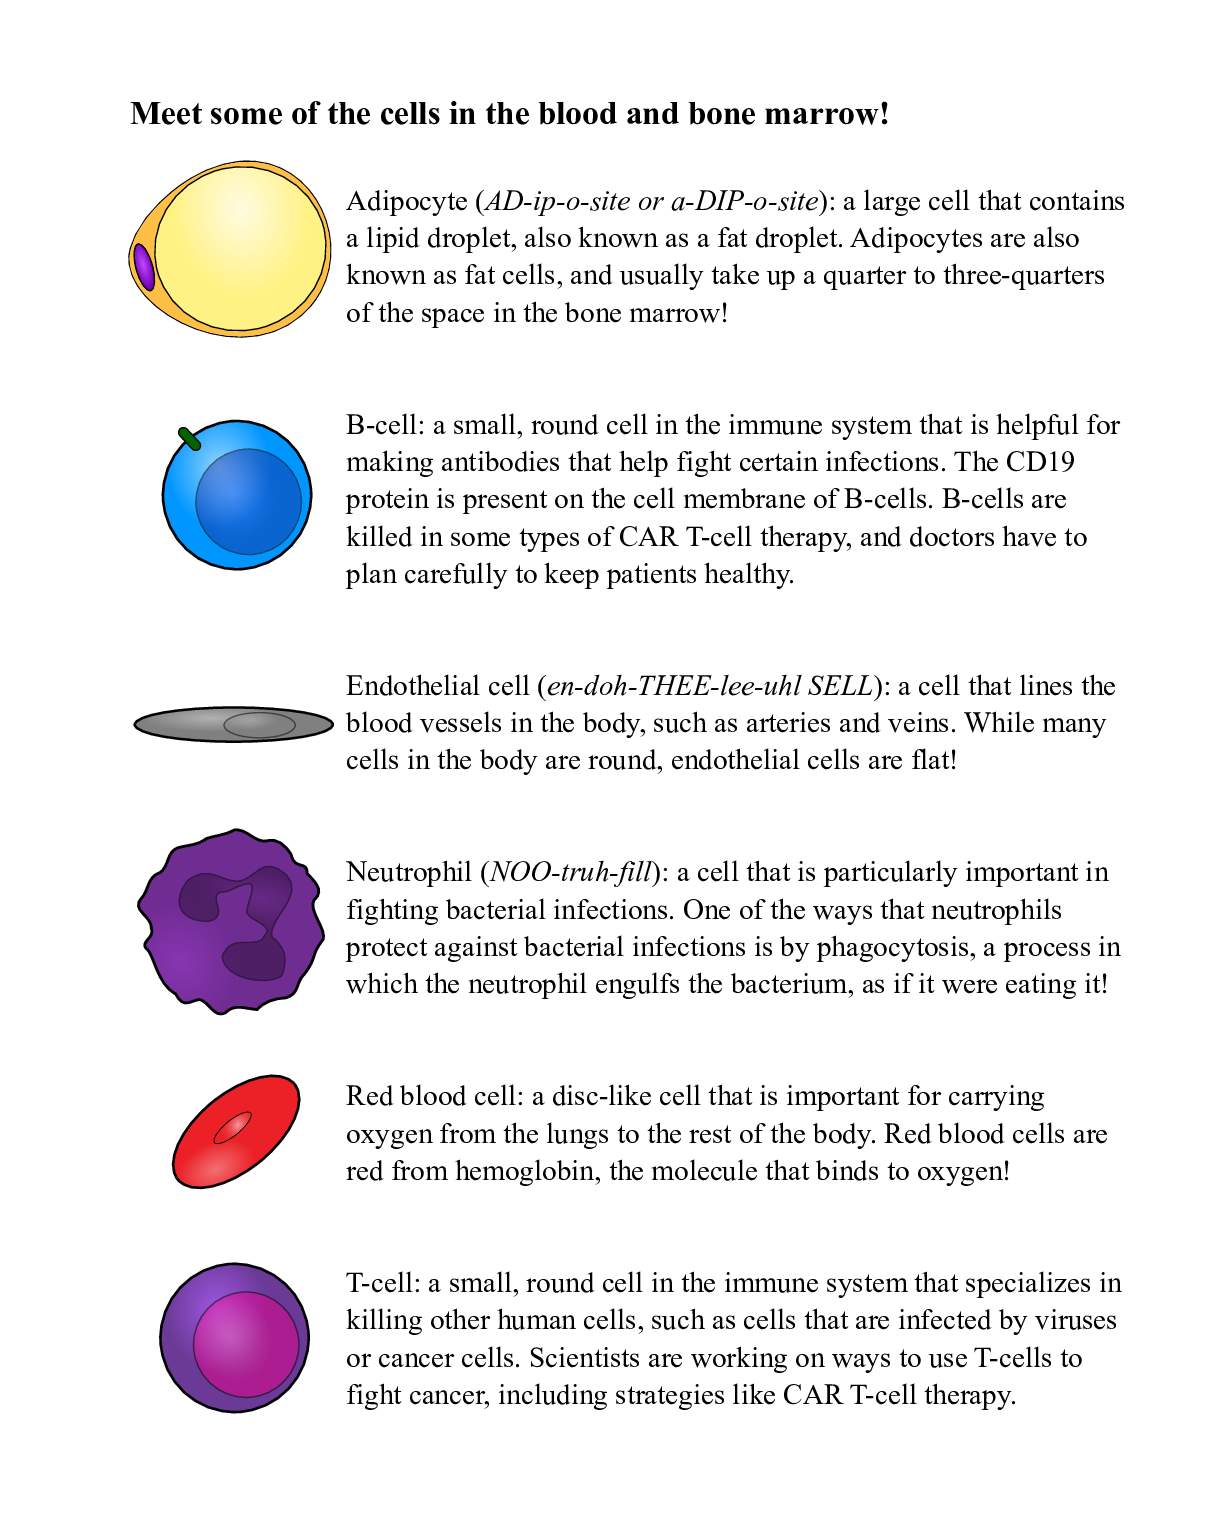 Meet some of the cells in the blood and bone marrow!
Adipocyte (AD-ip-o-site or a-DIP-o-site): a large cell that contains
a lipid droplet, also known as a fat droplet. Adipocytes are also
known as fat cells, and usually take up a quarter to three-quarters
of the space in the bone marrow!
B-cell: a small, round cell in the immune system that is helpful for
making antibodies that help fight certain infections. The CD19
protein is present on the cell membrane of B-cells. B-cells are
killed in some types of CAR T-cell therapy, and doctors have to
plan carefully to keep patients healthy.
Endothelial cell (en-doh-THEE-lee-uhl SELL): a cell that lines the
blood vessels in the body, such as arteries and veins. While many
cells in the body are round, endothelial cells are flat!
Neutrophil (NOO-truh-fill): a cell that is particularly important in
fighting bacterial infections. One of the ways that neutrophils
protect against bacterial infections is by phagocytosis, a process in
which the neutrophil engulfs the bacterium, as if it were eating it!
Red blood cell: a disc-like cell that is important for carrying
oxygen from the lungs to the rest of the body. Red blood cells are
red from hemoglobin, the molecule that binds to oxygen!
T-cell: a small, round cell in the immune system that specializes in
killing other human cells, such as cells that are infected by viruses
or cancer cells. Scientists are working on ways to use T-cells to
fight cancer, including strategies like CAR T-cell therapy.